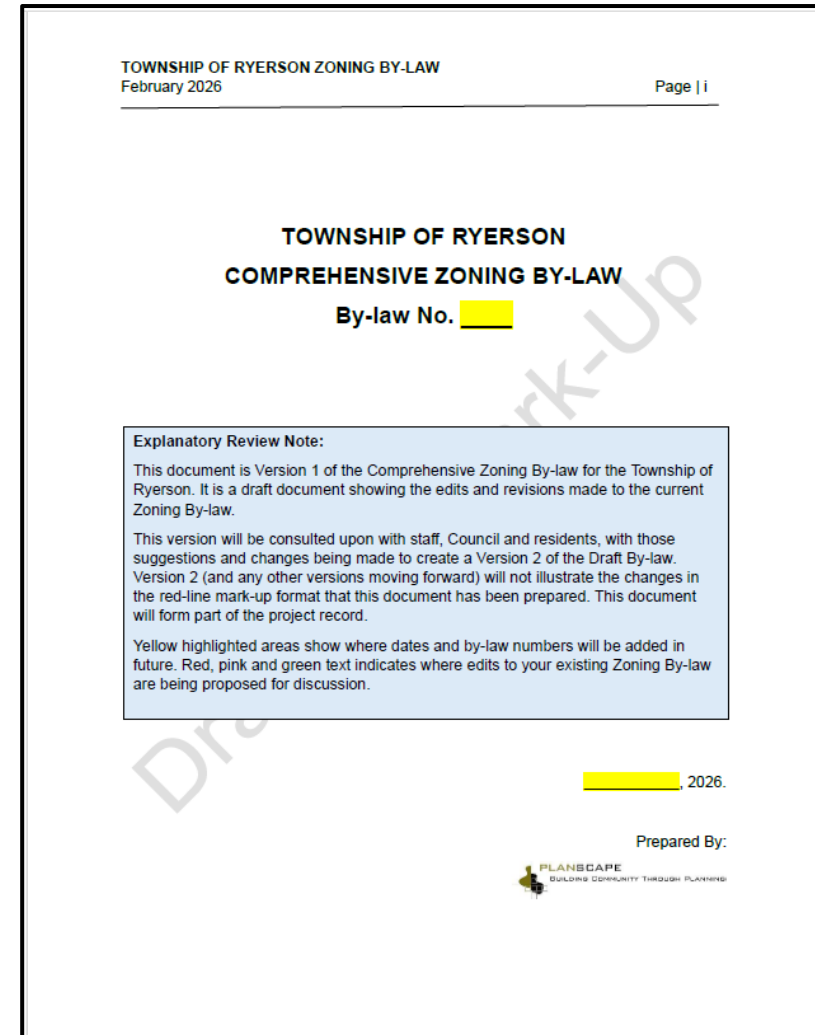 TOWNSHIP OF RYERSON ZONING BY-LAW
February 2026 Page | i
TOWNSHIP OF RYERSON
COMPREHENSIVE ZONING BY-LAW
By-law No. ____
Explanatory Review Note:
This document is Version 1 of the Comprehensive Zoning By-law for the Township of
Ryerson. It is a draft document showing the edits and revisions made to the current
Zoning By-law.
This version will be consulted upon with staff, Council and residents, with those
suggestions and changes being made to create a Version 2 of the Draft By-law.
Version 2 (and any other versions moving forward) will not illustrate the changes in
the red-line mark-up format that this document has been prepared. This document
will form part of the project record.
Yellow highlighted areas show where dates and by-law numbers will be added in
future. Red, pink and green text indicates where edits to your existing Zoning By-law
are being proposed for discussion.
____________, 2026.
Prepared By:
PLANSCAPE
BUILDING COMMUNITY THROUGH PLANNING